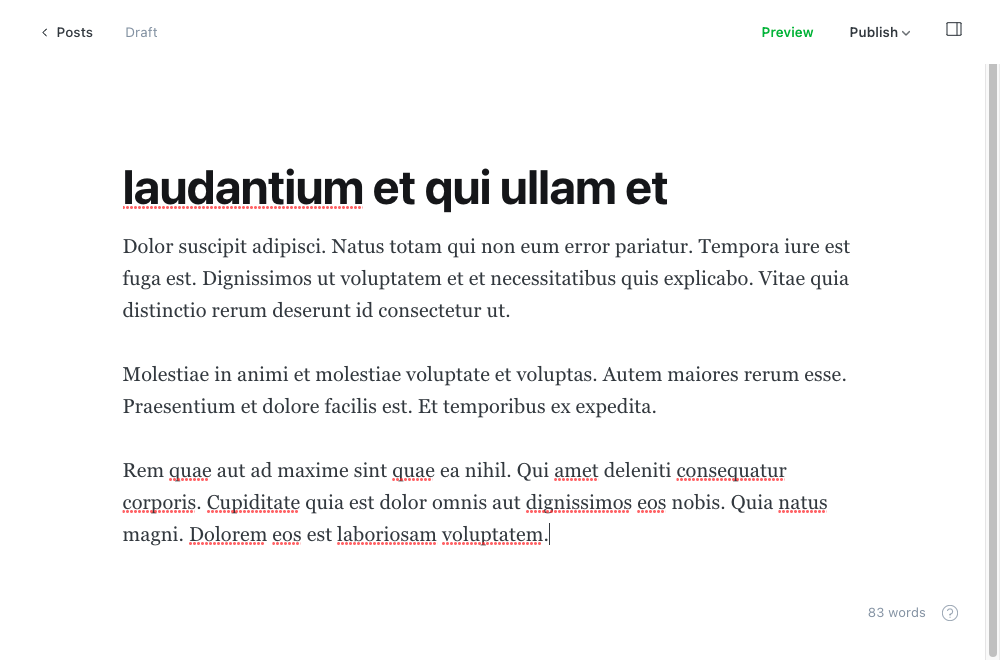 Posts
Draft
Preview
Publish
laudantium et qui ullam et
Dolor suscipit adipisci. Natus totam qui non eum error pariatur. Tempora iure est
fuga est. Dignissimos ut voluptatem et et necessitatibus quis explicabo. Vitae quia
distinctio rerum deserunt id consectetur ut.
Molestiae in animi et molestiae voluptate et voluptas. Autem maiores rerum esse.
Praesentium et dolore facilis est. Et temporibus ex expedita.
Rem quae aut ad maxime sint quae ea nihil. Qui amet deleniti consequatur
corporis. Cupiditate quia est dolor omnis aut dignissimos eos nobis. Quia natus
magni. Dolorem eos est laboriosam voluptatem.
83 words
?